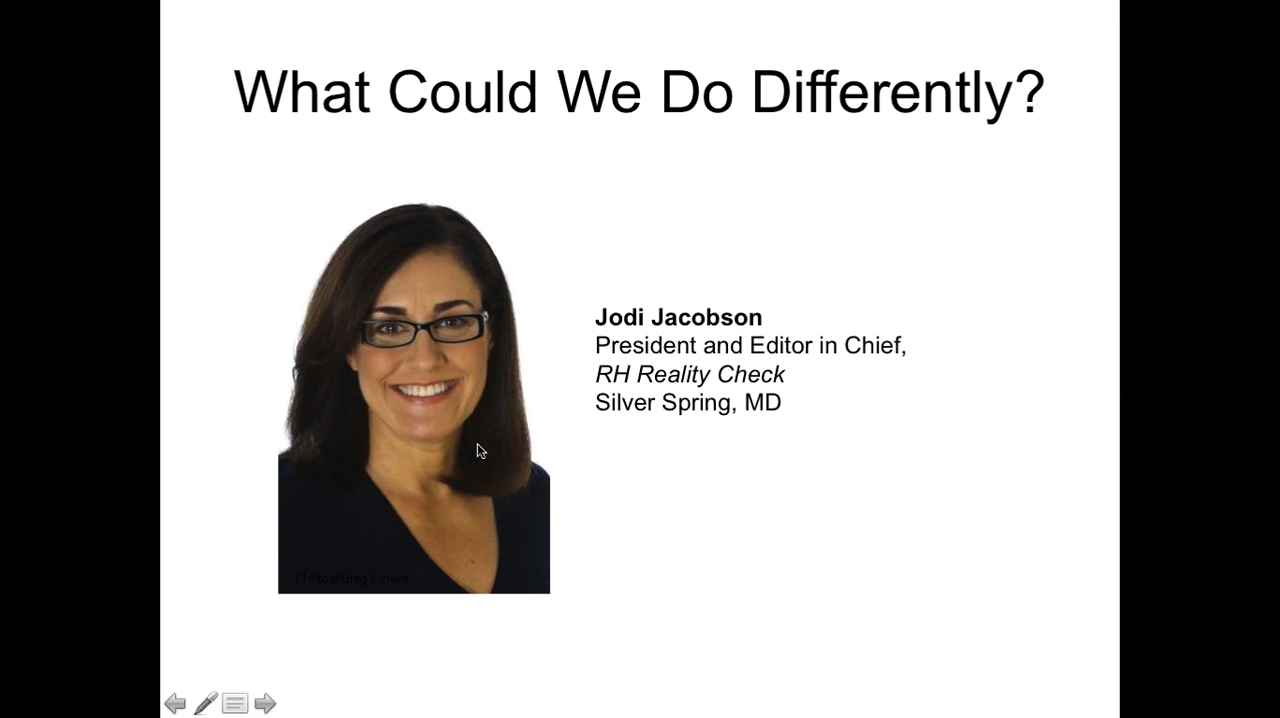 What Could We Do Differently?
Jodi Jacobson
President and Editor in Chief,
RH Reality Check
Silver Spring, MD